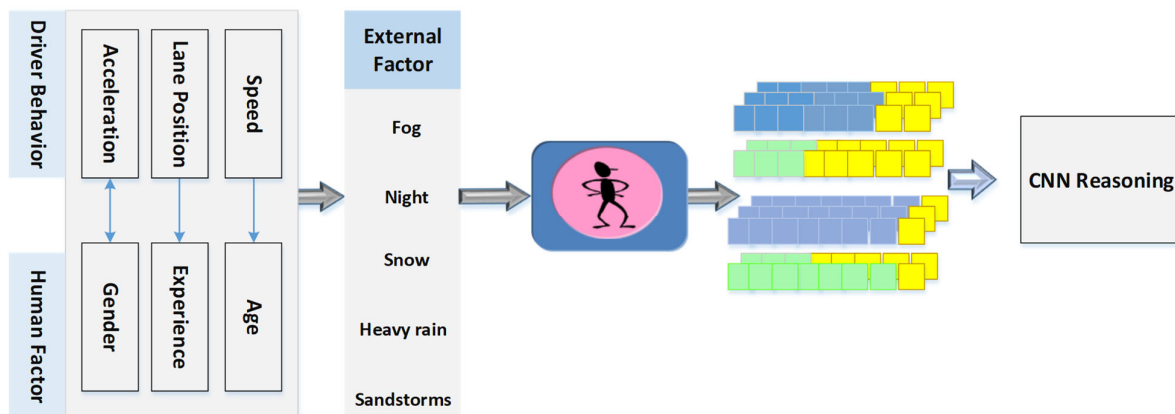 Driver Behavior
Acceleration
Lane Position
Speed
Human Factor
Gender
Experience
Age
External
Factor
Fog
Night
Snow
Heavy rain
Sandstorms
CNN Reasoning